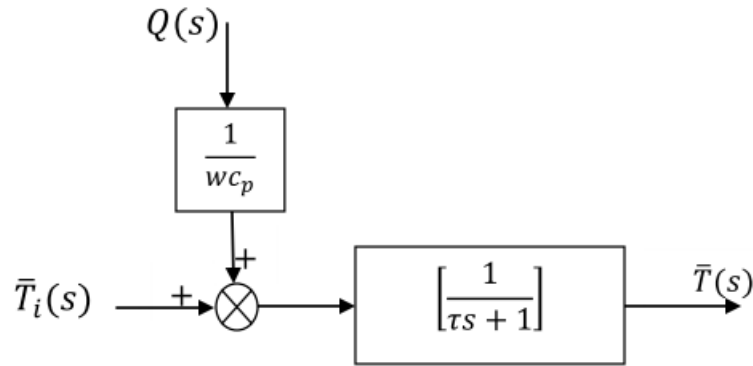 Q(s)
1
wc_p
+
T̄_i(s)
+
[1/(τs + 1)]
T̄(s)